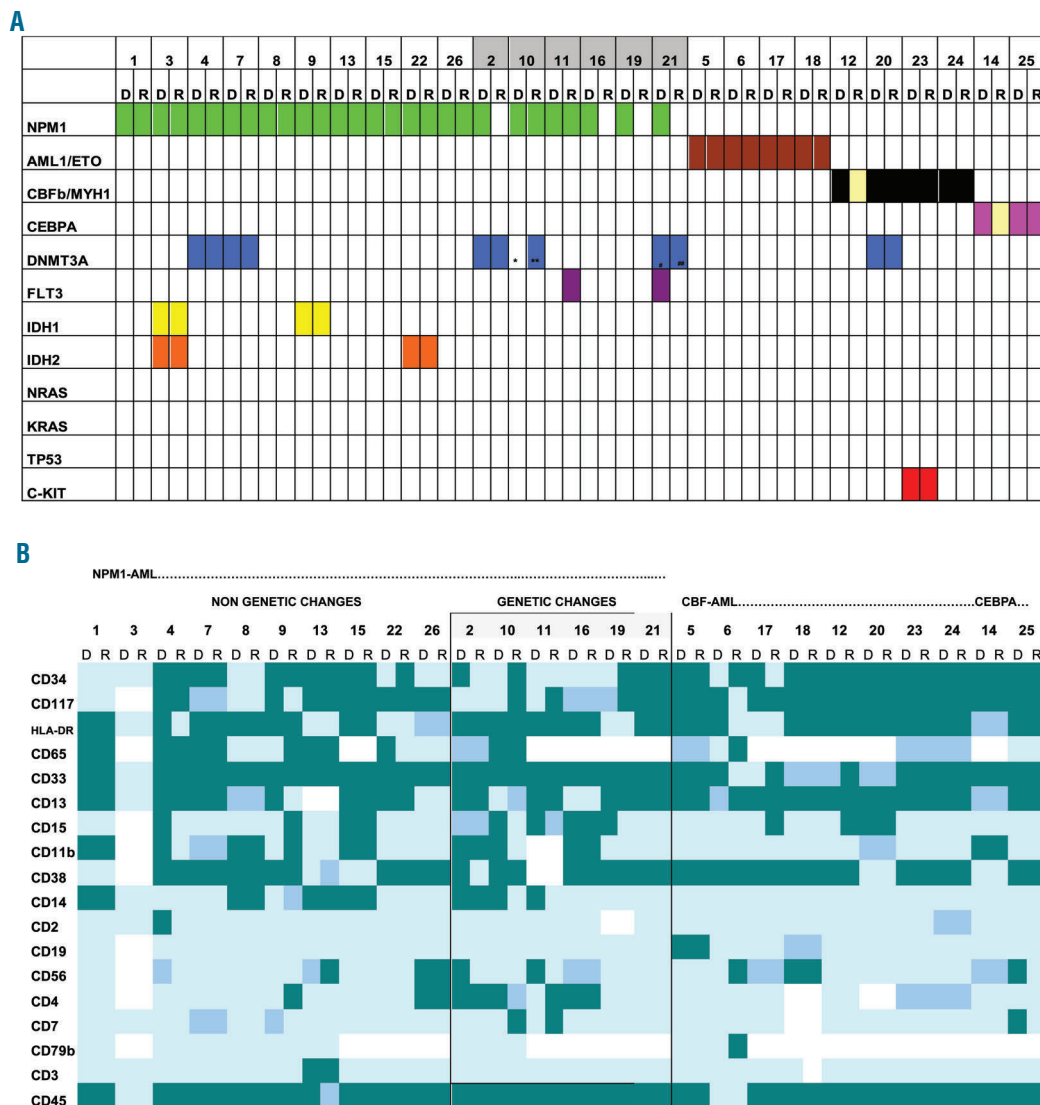 A
1 3 4 7 8 9 13 15 22 26 2 10 11 16 19 21 5 6 17 18 12 20 23 24 14 25
D R D R D R D R D R D R D R D R D R D R D R D R D R D R D R D R D R D R D R D R D R D R D R D R D R D R
NPM1
AML1/ETO
CBFb/MYH1
CEBPA
DNMT3A * ** # ##
FLT3
IDH1
IDH2
NRAS
KRAS
TP53
C-KIT
B
NPM1-AML........................................................................................................................
NON GENETIC CHANGES GENETIC CHANGES CBF-AML.......................................................CEBPA...
1 3 4 7 8 9 13 15 22 26 2 10 11 16 19 21 5 6 17 18 12 20 23 24 14 25
D R D R D R D R D R D R D R D R D R D R D R D R D R D R D R D R D R D R D R D R D R D R D R D R D R D R
CD34
CD117
HLA-DR
CD65
CD33
CD13
CD15
CD11b
CD38
CD14
CD2
CD19
CD56
CD4
CD7
CD79b
CD3
CD45